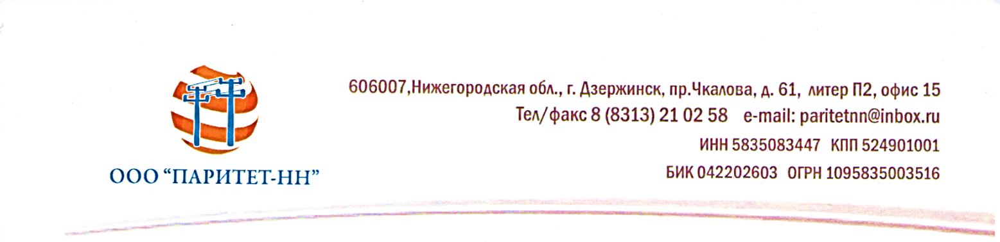 606007,Нижегородская обл., г. Дзержинск, пр.Чкалова, д. 61, литер П2, офис 15
Тел/факс 8 (8313) 21 02 58 e-mail: paritetnn@inbox.ru
ИНН 5835083447 КПП 524901001
БИК 042202603 ОГРН 1095835003516
ООО “ПАРИТЕТ-НН”